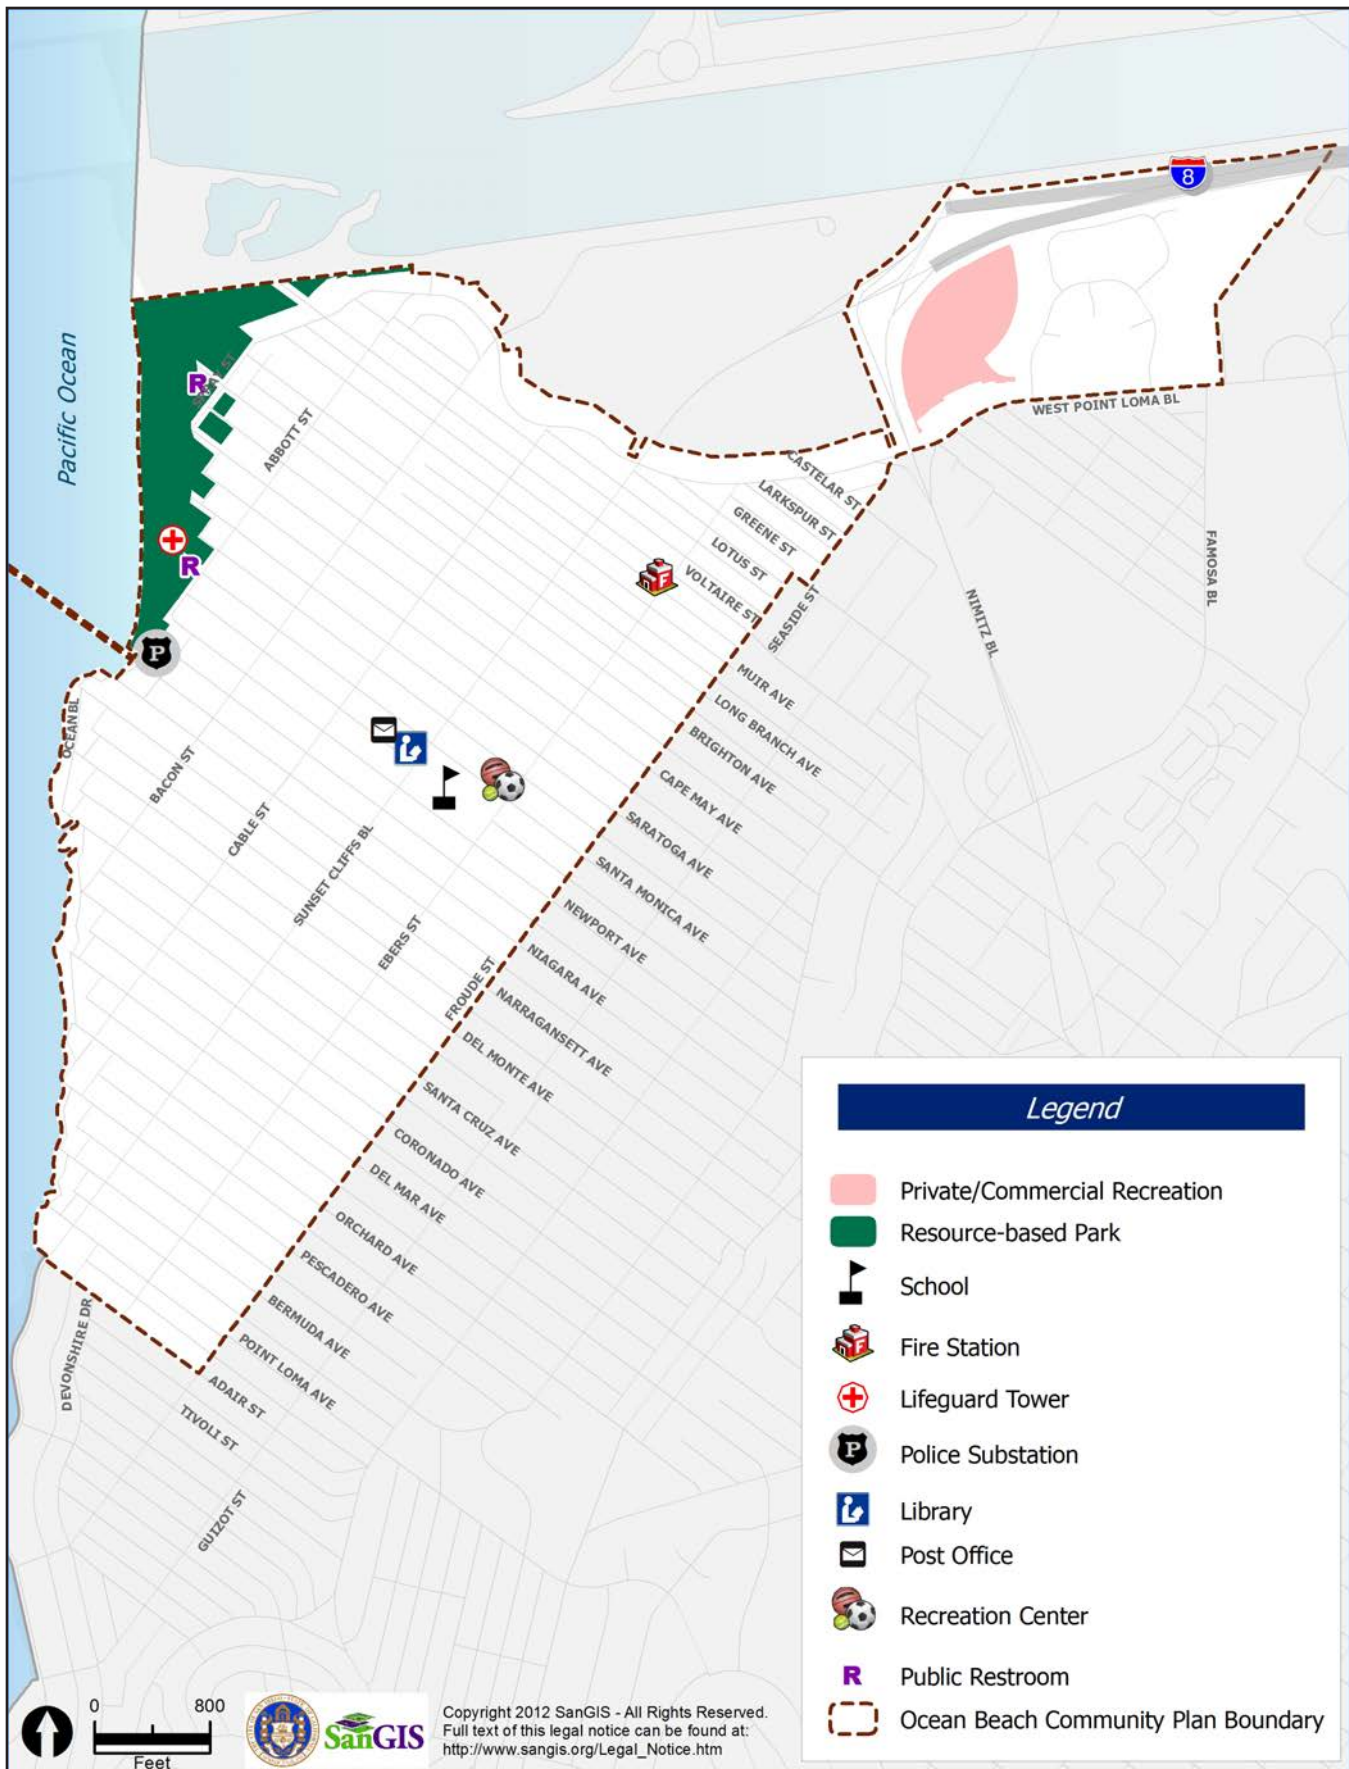 8
Pacific Ocean
R
ABBOTT ST
WEST POINT LOMA BL
CASTELAR ST
LARKSPUR ST
GREENE ST
LOTUS ST
VOLTAIRE ST
SEASIDE ST
NIMITZ BL
FAMOSA BL
R
F
P
OCEAN BL
BACON ST
CABLE ST
SUNSET CLIFFS BL
EBERS ST
FROUDE ST
MUIR AVE
LONG BRANCH AVE
BRIGHTON AVE
CAPE MAY AVE
SARATOGA AVE
SANTA MONICA AVE
NEWPORT AVE
NIAGARA AVE
NARRAGANSETT AVE
DEL MONTE AVE
SANTA CRUZ AVE
CORONADO AVE
DEL MAR AVE
ORCHARD AVE
PESCADERO AVE
BERMUDA AVE
POINT LOMA AVE
ADAIR ST
TIVOLI ST
DEVONSHIRE DR
GUIZOT ST
Legend
Private/Commercial Recreation
Resource-based Park
School
F
Fire Station
Lifeguard Tower
P
Police Substation
Library
Post Office
Recreation Center
R
Public Restroom
Ocean Beach Community Plan Boundary
0 800
Feet
SanGIS
Copyright 2012 SanGIS - All Rights Reserved.
Full text of this legal notice can be found at:
http://www.sangis.org/Legal_Notice.htm